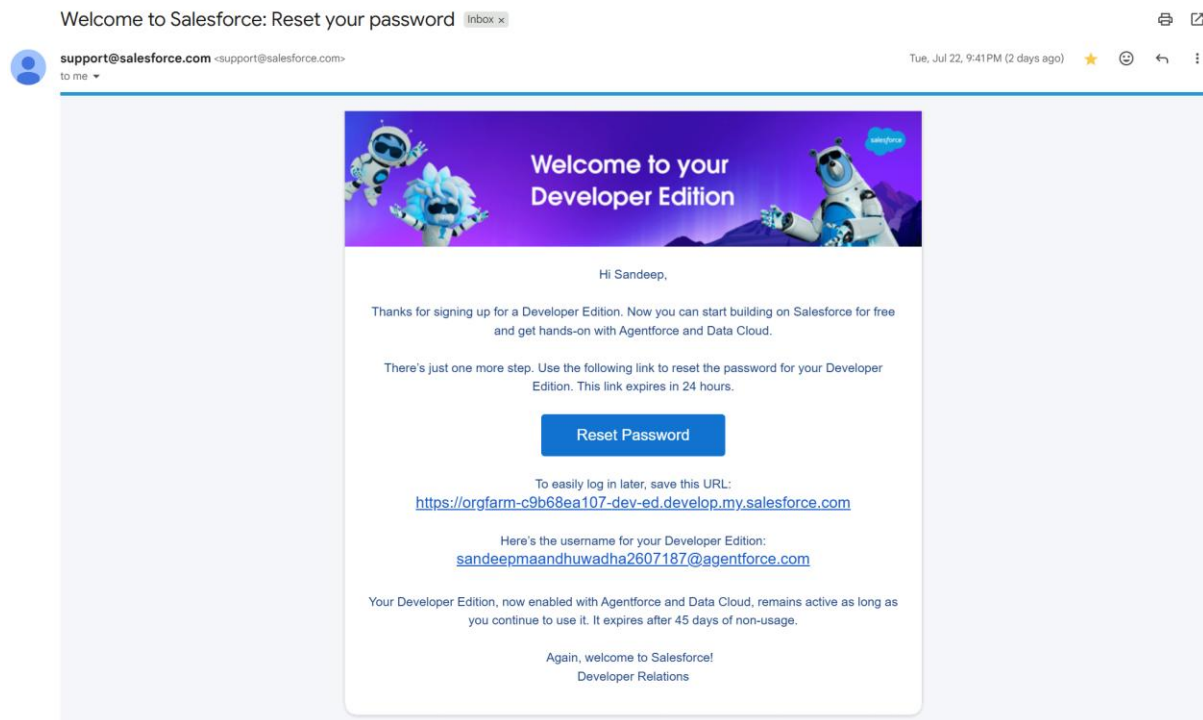 Welcome to Salesforce: Reset your password Inbox x
support@salesforce.com <support@salesforce.com>
Tue, Jul 22, 9:41 PM (2 days ago)
to me
salesforce
Welcome to your
Developer Edition
Hi Sandeep,
Thanks for signing up for a Developer Edition. Now you can start building on Salesforce for free
and get hands-on with Agentforce and Data Cloud.
There's just one more step. Use the following link to reset the password for your Developer
Edition. This link expires in 24 hours.
Reset Password
To easily log in later, save this URL:
https://orgfarm-c9b68ea107-dev-ed.develop.my.salesforce.com
Here's the username for your Developer Edition:
sandeepmaandhuwadha2607187@agentforce.com
Your Developer Edition, now enabled with Agentforce and Data Cloud, remains active as long as
you continue to use it. It expires after 45 days of non-usage.
Again, welcome to Salesforce!
Developer Relations